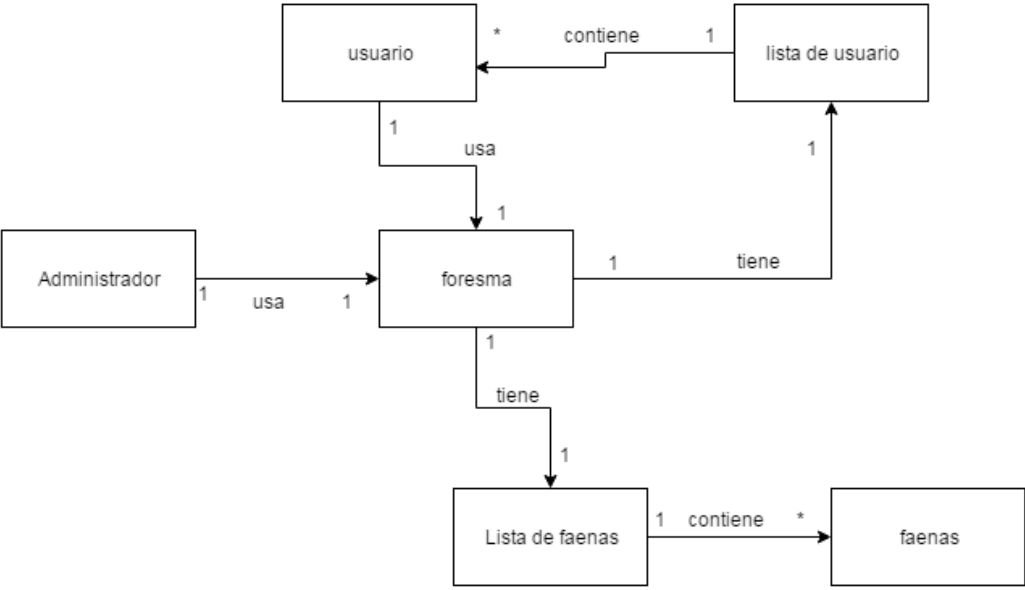 usuario
* contiene 1
lista de usuario
1
usa
1
1
Administrador
1 usa 1
foresma
1 tiene
1
tiene
1
Lista de faenas
1 contiene *
faenas